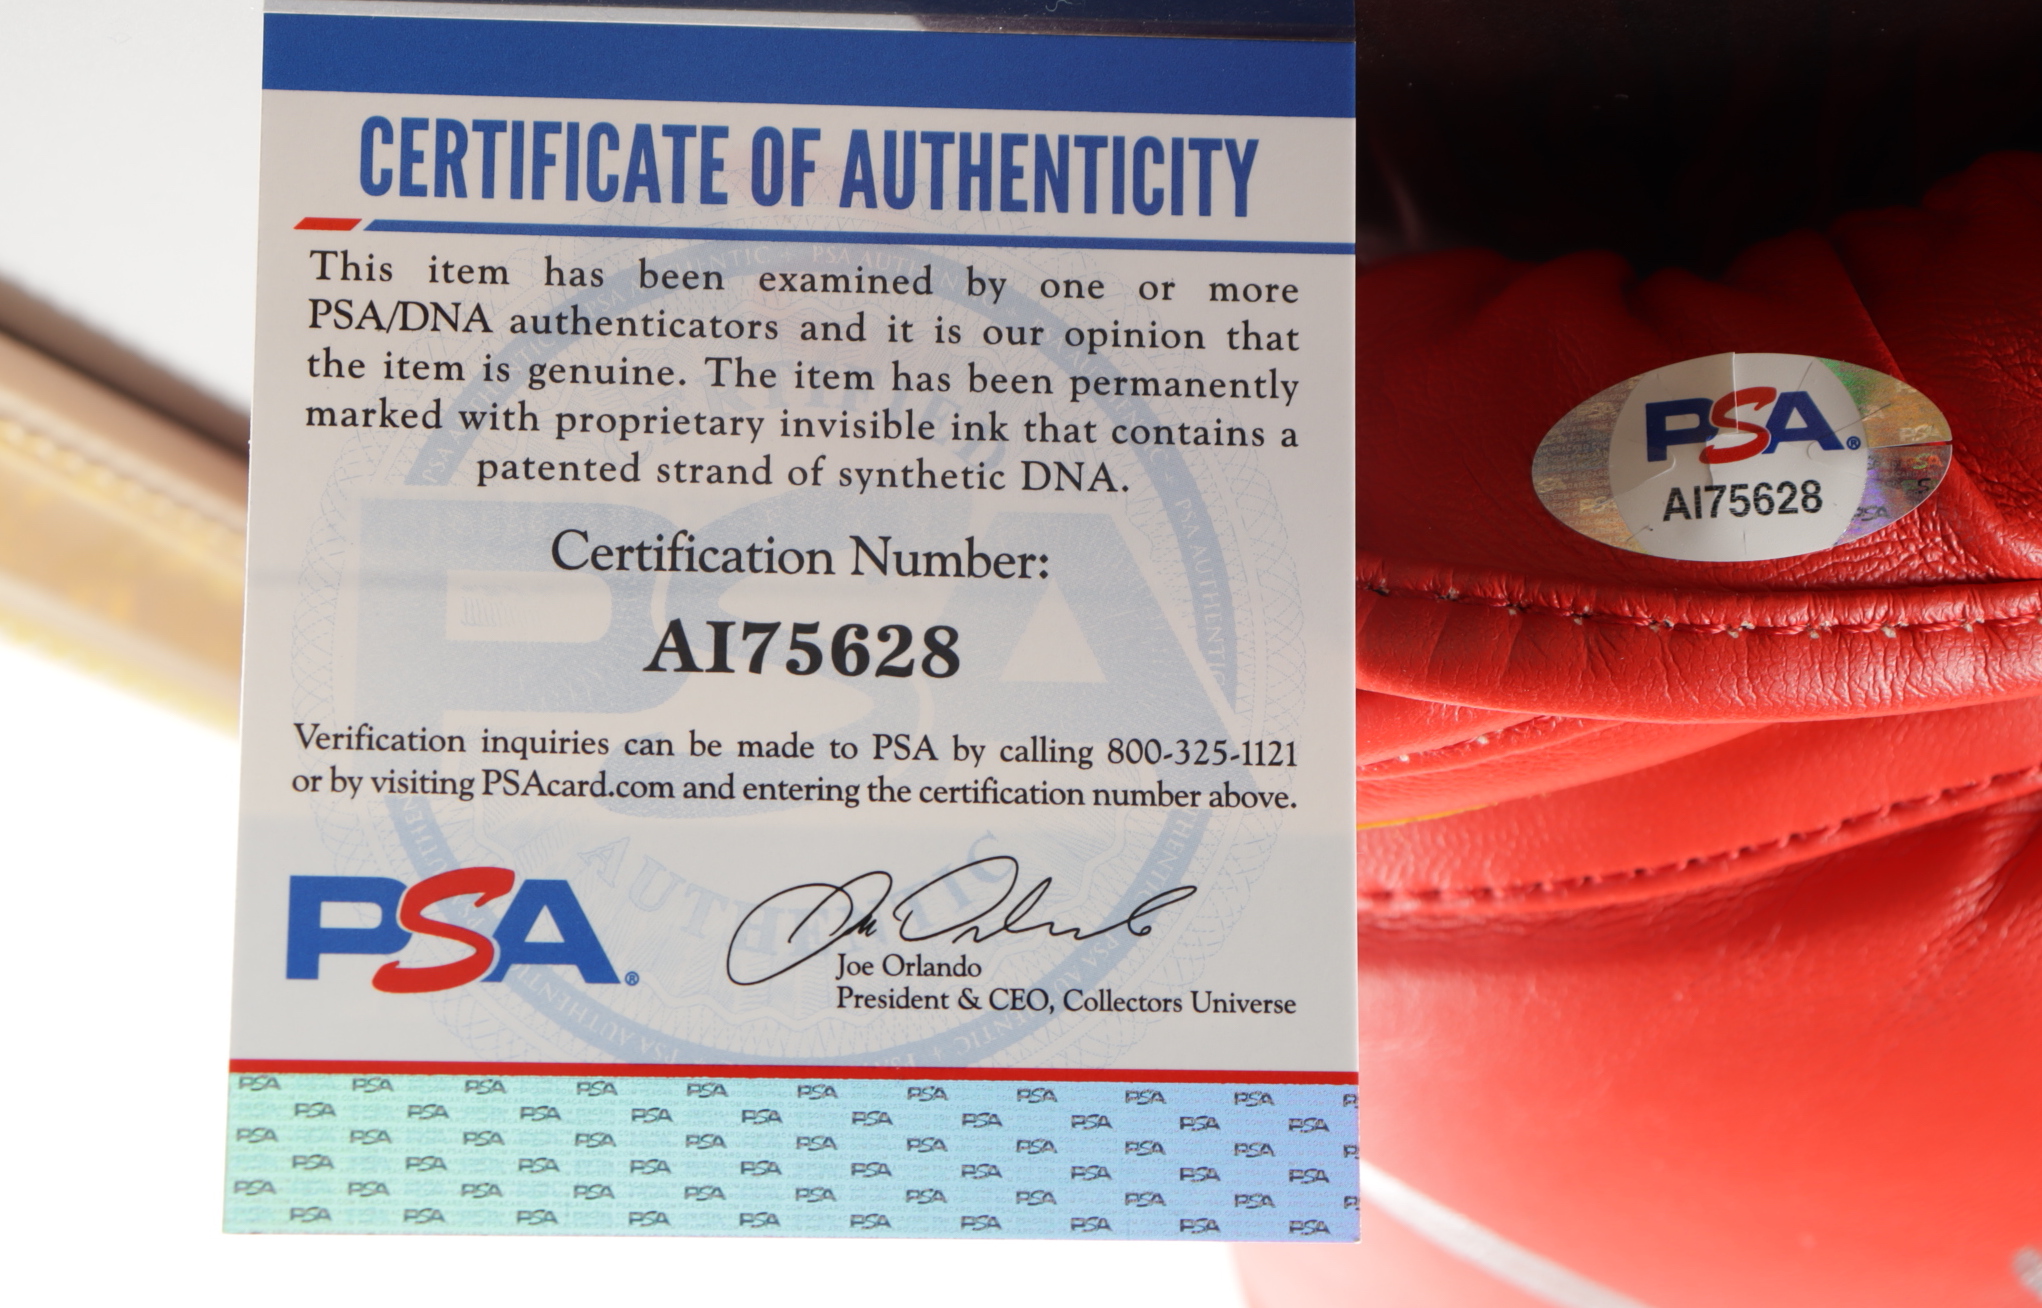 CERTIFICATE OF AUTHENTICITY
This item has been examined by one or more
PSA/DNA authenticators and it is our opinion that
the item is genuine. The item has been permanently
marked with proprietary invisible ink that contains a
patented strand of synthetic DNA.
Certification Number:
AI75628
Verification inquiries can be made to PSA by calling 800-325-1121
or by visiting PSAcard.com and entering the certification number above.
PSA®
Joe Orlando
President & CEO, Collectors Universe
PSA®
AI75628